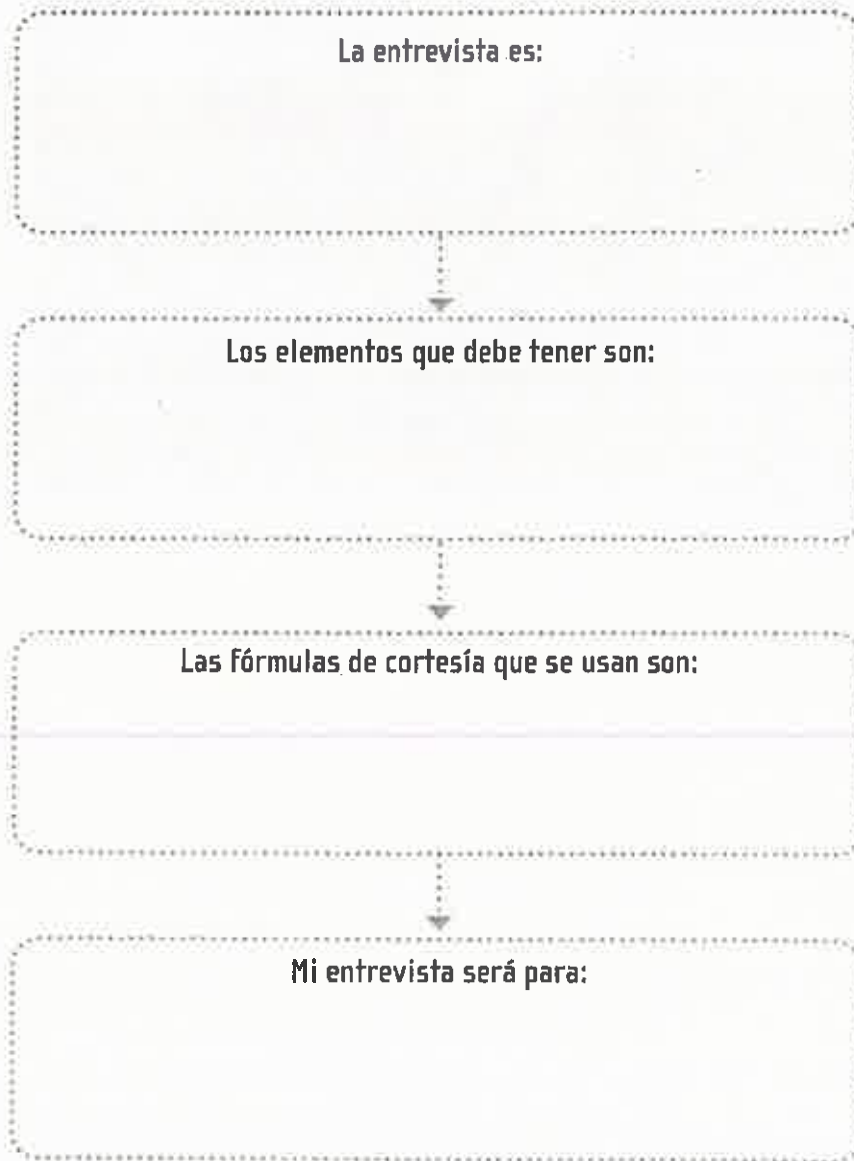 La entrevista es:
Los elementos que debe tener son:
Las fórmulas de cortesía que se usan son:
Mi entrevista será para: